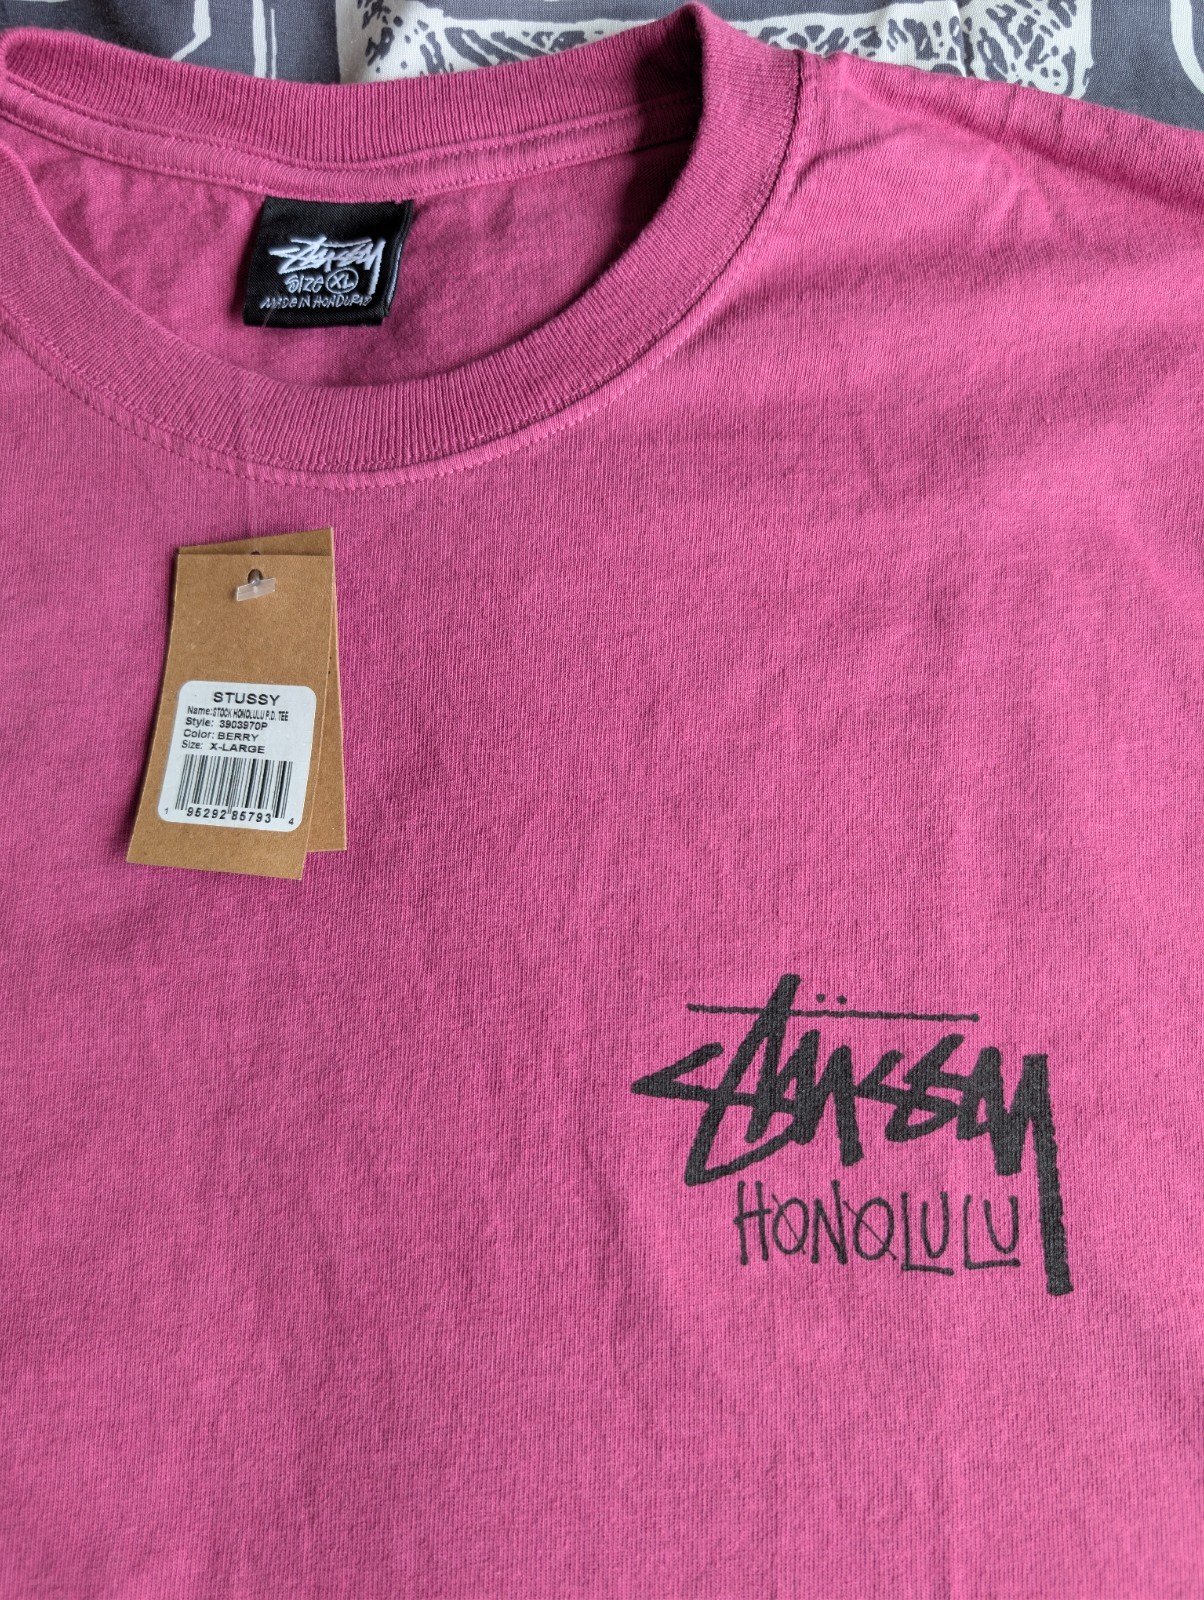 Stüssy
SIZE XL
MADE IN HONDURAS
STUSSY
Name:STOCK HONOLULU P.D. TEE
Style: 3903970P
Color: BERRY
Size: X-LARGE
1 95292 85793 4
Stüssy
HONOLULU